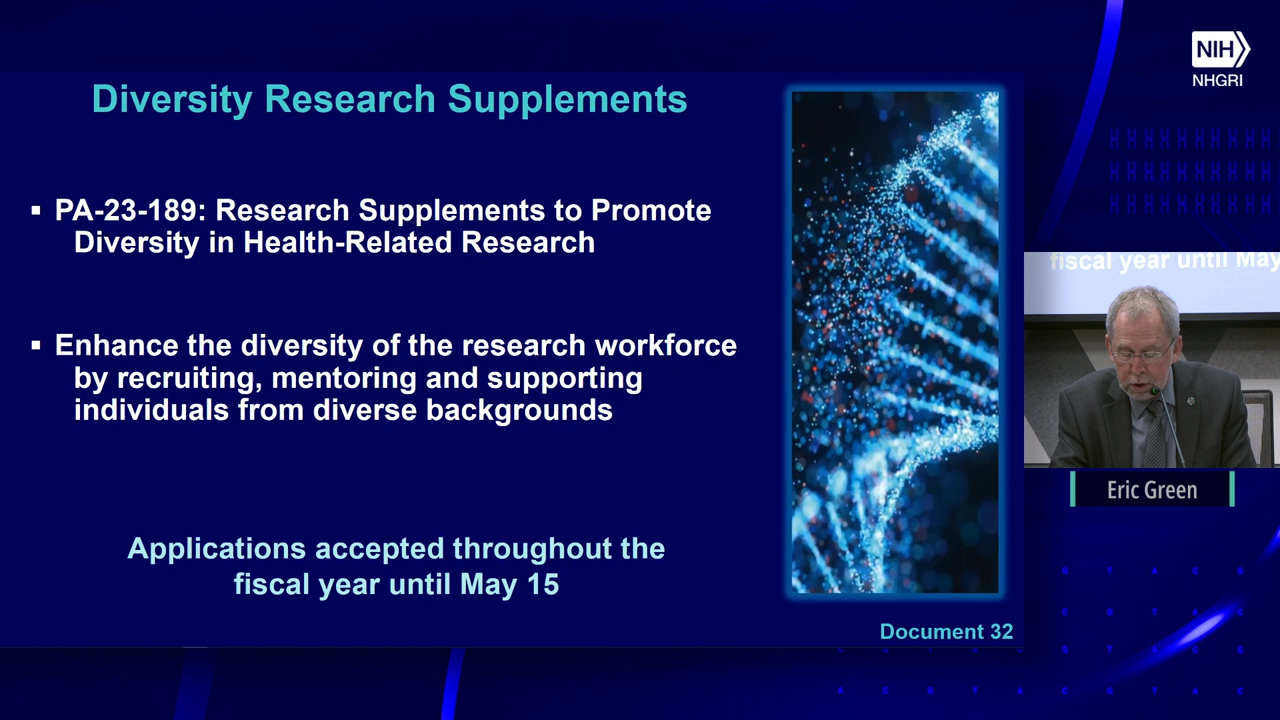 NIH
NHGRI
Diversity Research Supplements
▪ PA-23-189: Research Supplements to Promote
Diversity in Health-Related Research
▪ Enhance the diversity of the research workforce
by recruiting, mentoring and supporting
individuals from diverse backgrounds
Applications accepted throughout the
fiscal year until May 15
Document 32
fiscal year until May
Eric Green